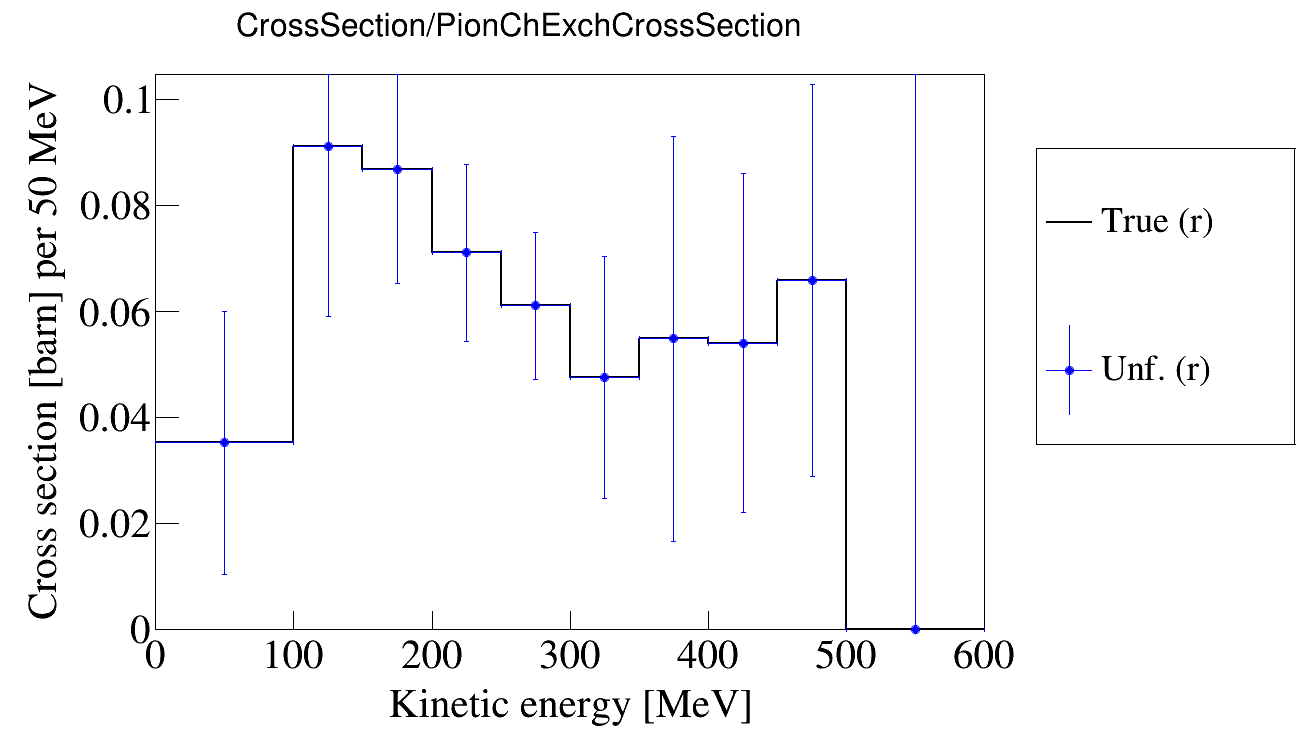 CrossSection/PionChExchCrossSection
Cross section [barn] per 50 MeV
0.1
0.08
0.06
0.04
0.02
0
0 100 200 300 400 500 600
Kinetic energy [MeV]
True (r)
Unf. (r)